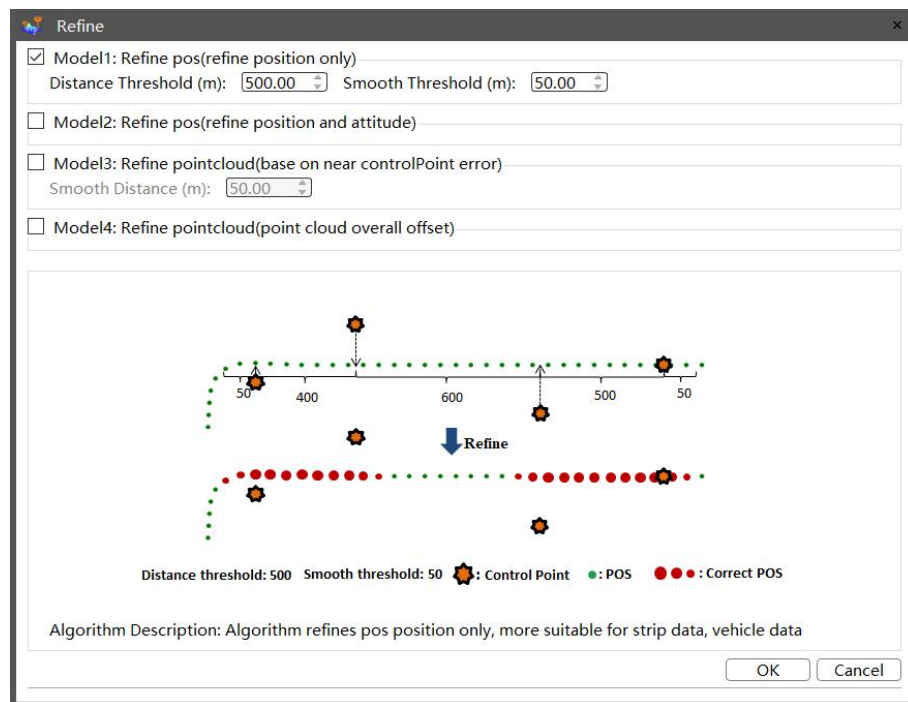 Refine
Model1: Refine pos(refine position only)
Distance Threshold (m): 500.00 Smooth Threshold (m): 50.00
Model2: Refine pos(refine position and attitude)
Model3: Refine pointcloud(base on near controlPoint error)
Smooth Distance (m): 50.00
Model4: Refine pointcloud(point cloud overall offset)
50 400 600 500 50
Refine
Distance threshold: 500 Smooth threshold: 50 : Control Point : POS : Correct POS
Algorithm Description: Algorithm refines pos position only, more suitable for strip data, vehicle data
OK Cancel